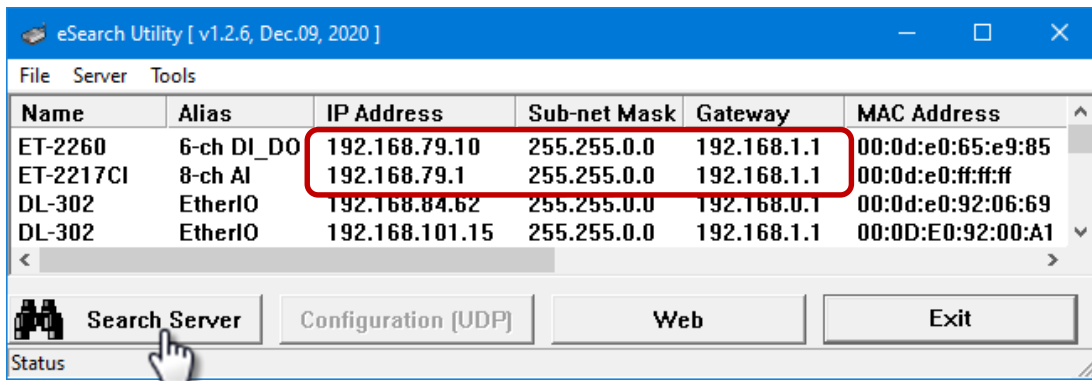 eSearch Utility [ v1.2.6, Dec.09, 2020 ]
File Server Tools
Name Alias IP Address Sub-net Mask Gateway MAC Address
ET-2260 6-ch DI_DO 192.168.79.10 255.255.0.0 192.168.1.1 00:0d:e0:65:e9:85
ET-2217CI 8-ch AI 192.168.79.1 255.255.0.0 192.168.1.1 00:0d:e0:ff:ff:ff
DL-302 EtherIO 192.168.84.62 255.255.0.0 192.168.0.1 00:0d:e0:92:06:69
DL-302 EtherIO 192.168.101.15 255.255.0.0 192.168.1.1 00:0D:E0:92:00:A1
Search Server Configuration (UDP) Web Exit
Status